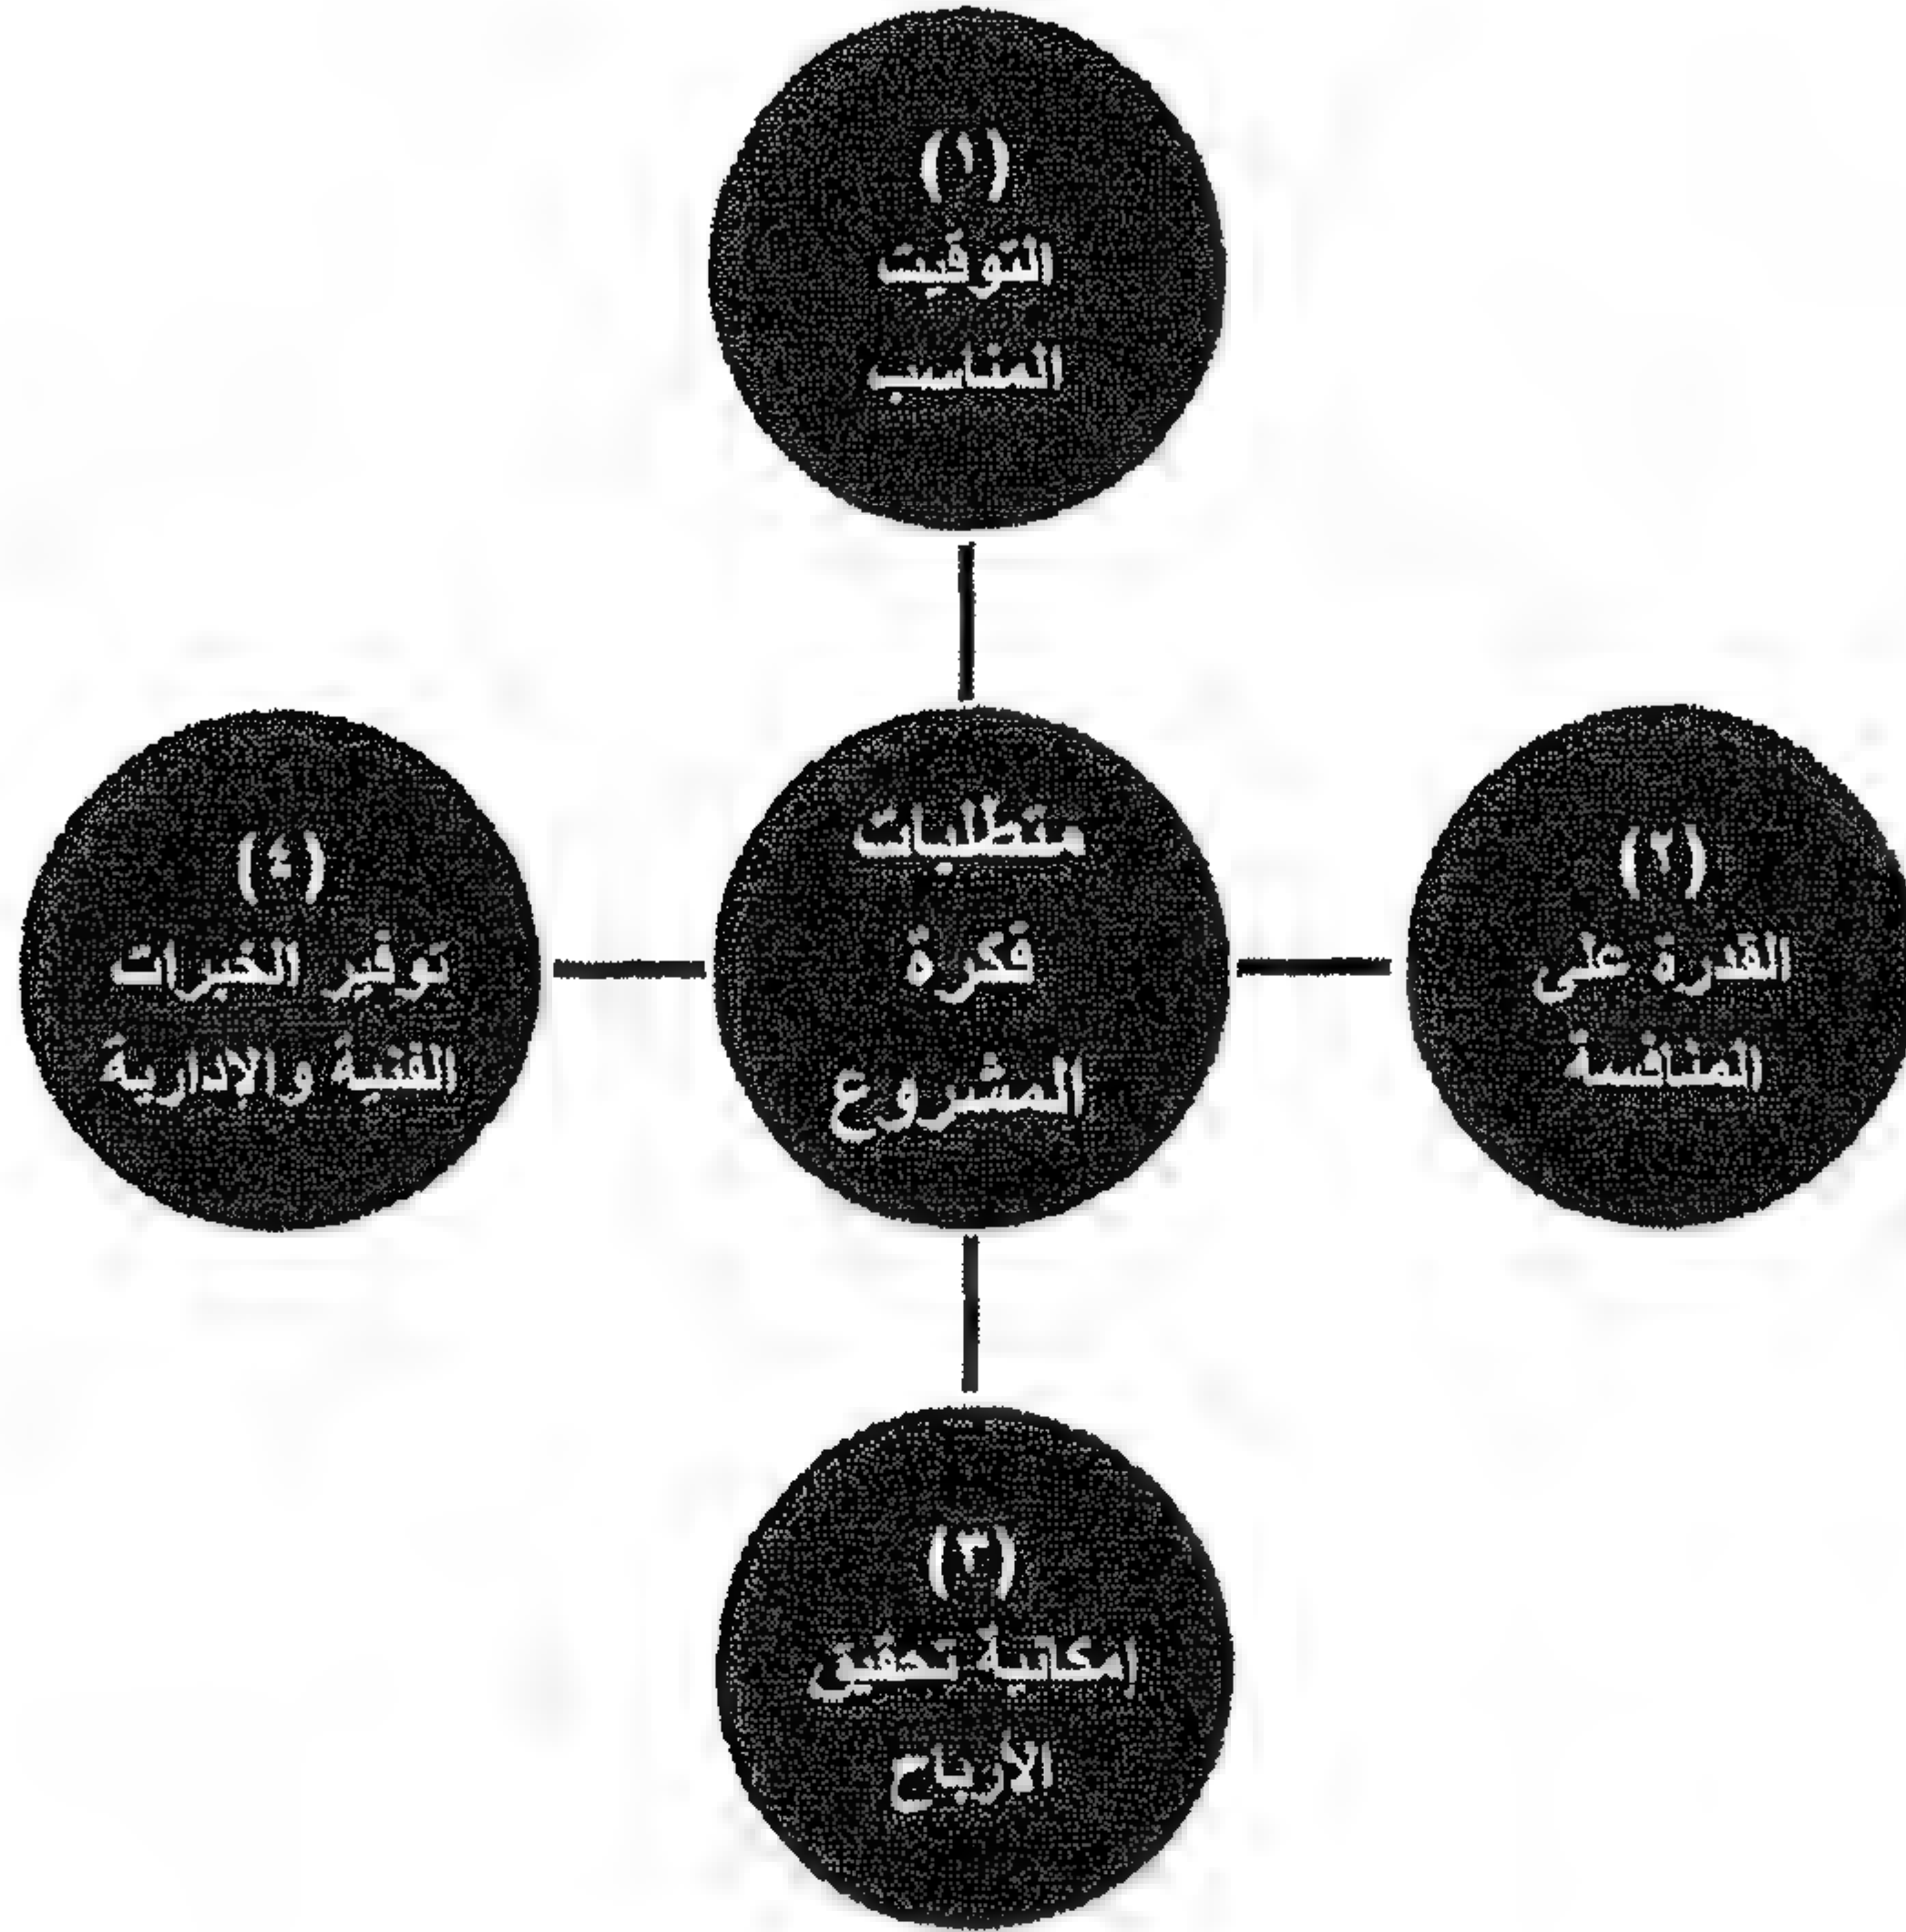 (١)
التوقيت
المناسب
متطلبات
فكرة
المشروع
(٢)
القدرة على
المنافسة
(٣)
إمكانية تحقيق
الأرباح
(٤)
توفير الخبرات
الفنية والإدارية